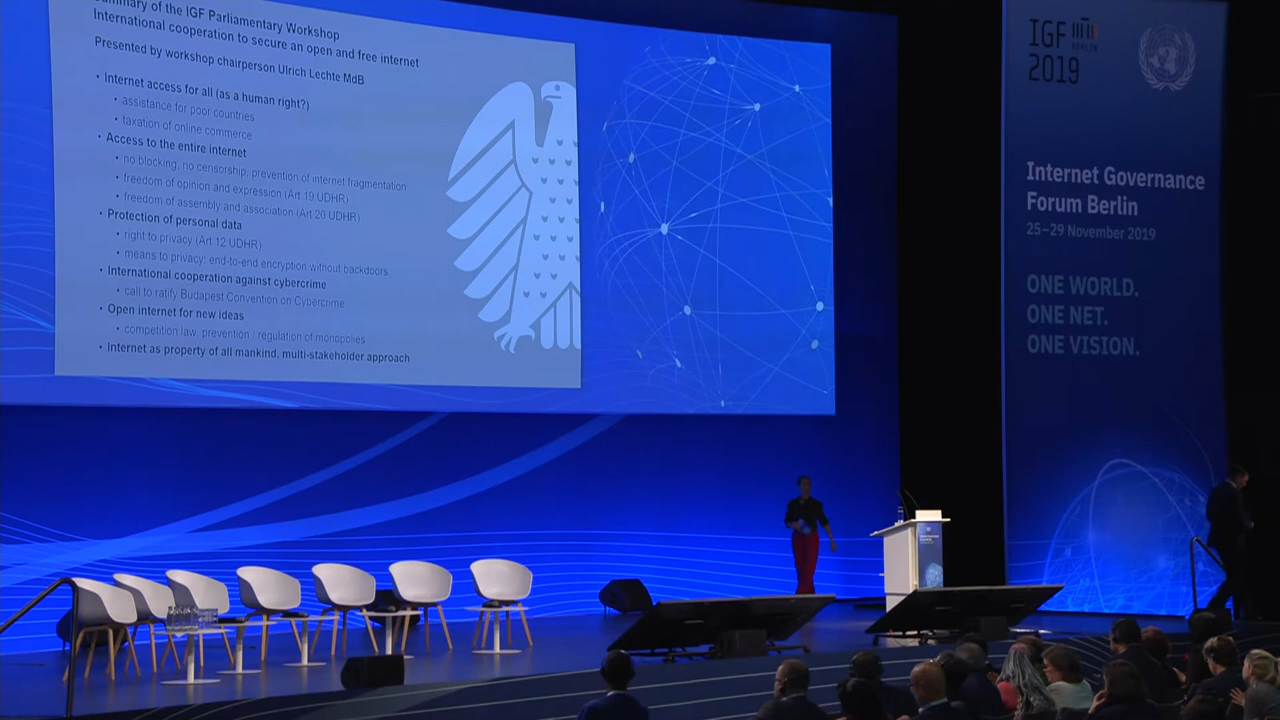 Summary of the IGF Parliamentary Workshop
International cooperation to secure an open and free internet
Presented by workshop chairperson Ulrich Lechte MdB
• Internet access for all (as a human right?)
• assistance for poor countries
• taxation of online commerce
• Access to the entire internet
• no blocking, no censorship, prevention of internet fragmentation
• freedom of opinion and expression (Art 19 UDHR)
• freedom of assembly and association (Art 20 UDHR)
• Protection of personal data
• right to privacy (Art 12 UDHR)
• means to privacy: end-to-end encryption without backdoors
• International cooperation against cybercrime
• call to ratify Budapest Convention on Cybercrime
• Open internet for new ideas
• competition law, prevention / regulation of monopolies
• Internet as property of all mankind, multi-stakeholder approach
IGF
BERLIN
2019
Internet Governance
Forum Berlin
25–29 November 2019
ONE WORLD.
ONE NET.
ONE VISION.